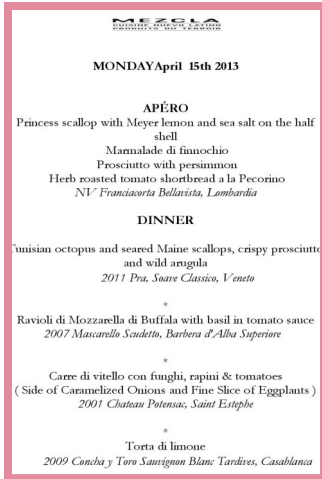 MEZCLA
CUISINE NUEVO LATINO
PRODUITS DU TERROIR
MONDAYApril 15th 2013
APÉRO
Princess scallop with Meyer lemon and sea salt on the half
shell
Marmalade di finnochio
Prosciutto with persimmon
Herb roasted tomato shortbread a la Pecorino
NV Franciacorta Bellavista, Lombardia
DINNER
Tunisian octopus and seared Maine scallops, crispy prosciutto
and wild arugula
2011 Pra, Soave Classico, Veneto
*
Ravioli di Mozzarella di Buffala with basil in tomato sauce
2007 Mascarello Scudetto, Barbera d'Alba Superiore
*
Carre di vitello con funghi, rapini & tomatoes
( Side of Caramelized Onions and Fine Slice of Eggplants )
2001 Chateau Potensac, Saint Estephe
*
Torta di limone
2009 Concha y Toro Sauvignon Blanc Tardives, Casablanca